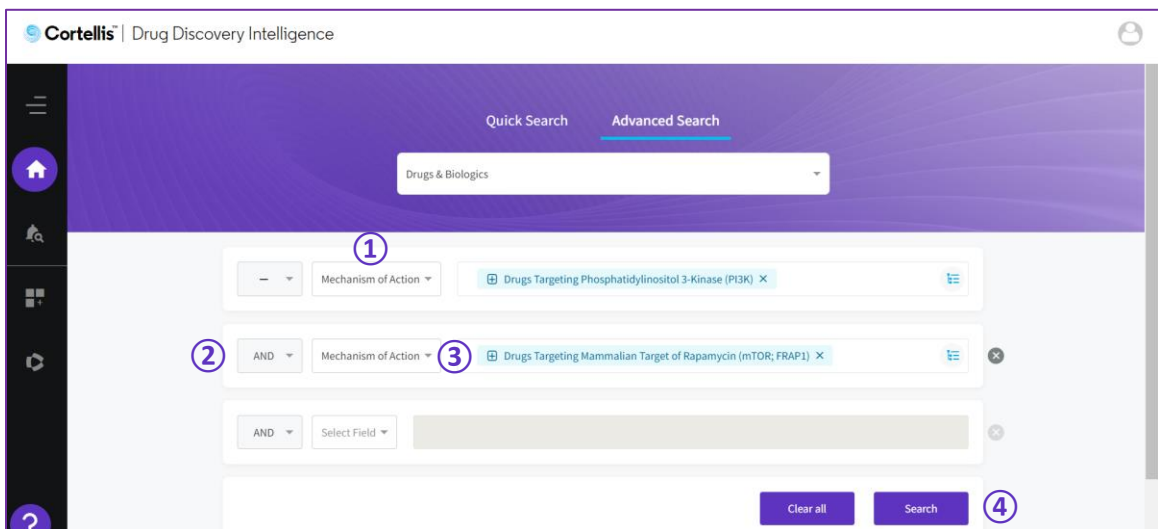 Cortellis™ | Drug Discovery Intelligence
Quick Search Advanced Search
Drugs & Biologics
①
– Mechanism of Action Drugs Targeting Phosphatidylinositol 3-Kinase (PI3K) ×
② AND Mechanism of Action ③ Drugs Targeting Mammalian Target of Rapamycin (mTOR; FRAP1) ×
AND Select Field
? Clear all Search ④